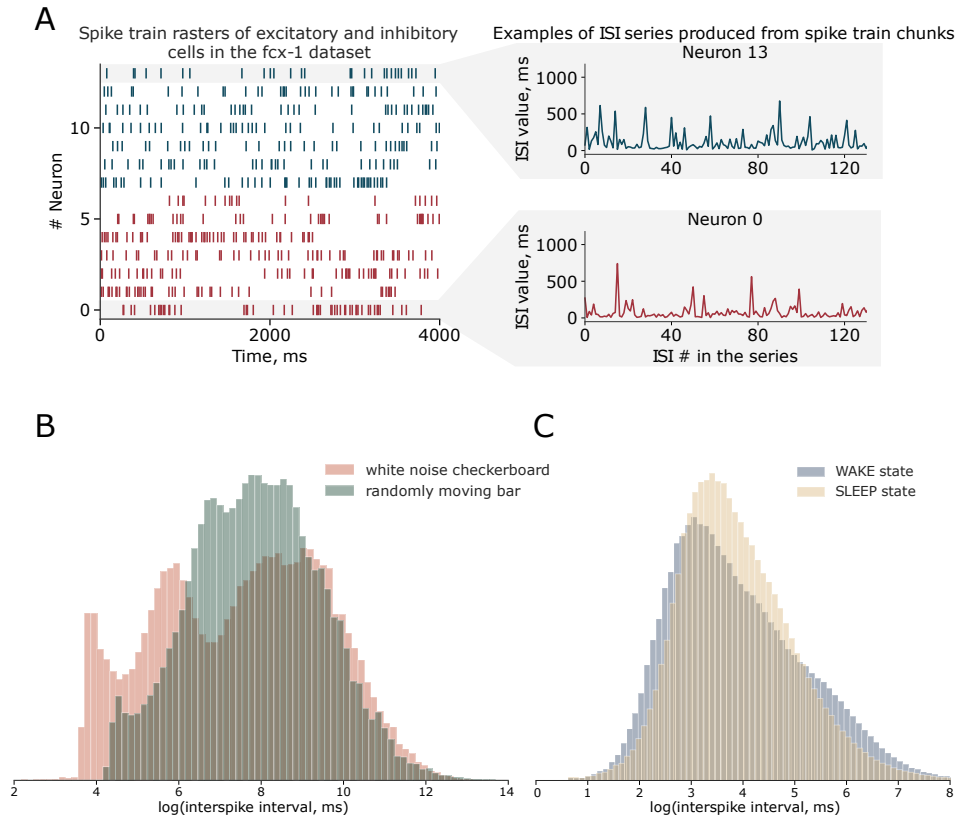 A
Spike train rasters of excitatory and inhibitory
cells in the fcx-1 dataset
# Neuron
10
5
0
0
2000
4000
Time, ms
Examples of ISI series produced from spike train chunks
Neuron 13
ISI value, ms
1000
500
0
0
40
80
120
Neuron 0
ISI value, ms
1000
500
0
0
40
80
120
ISI # in the series
B
white noise checkerboard
randomly moving bar
2
4
6
8
10
12
14
log(interspike interval, ms)
C
WAKE state
SLEEP state
0
1
2
3
4
5
6
7
8
log(interspike interval, ms)